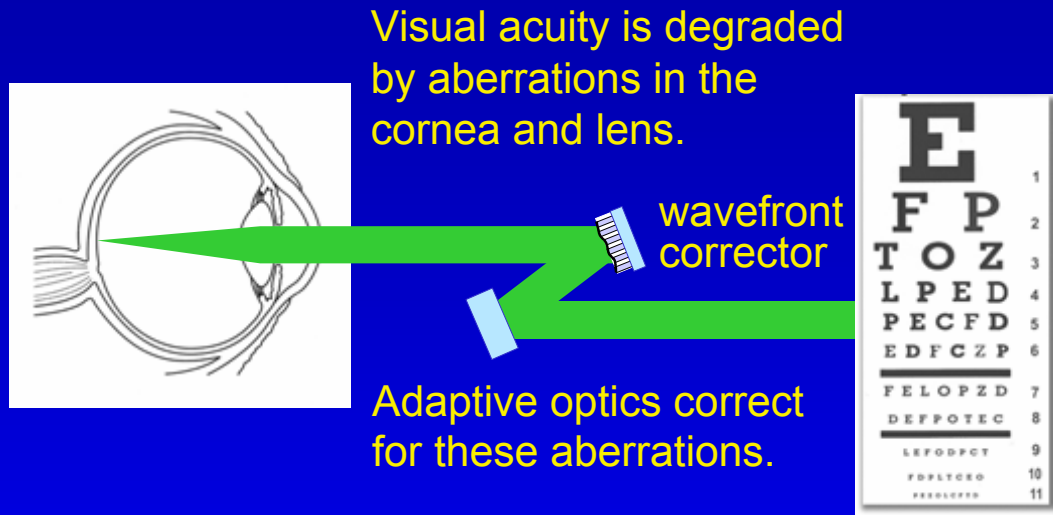 Visual acuity is degraded
by aberrations in the
cornea and lens.
wavefront
corrector
Adaptive optics correct
for these aberrations.
E 1
F P 2
T O Z 3
L P E D 4
P E C F D 5
E D F C Z P 6
F E L O P Z D 7
D E F P O T E C 8
L E F O D P C T 9
F D P L T C E O 10
11